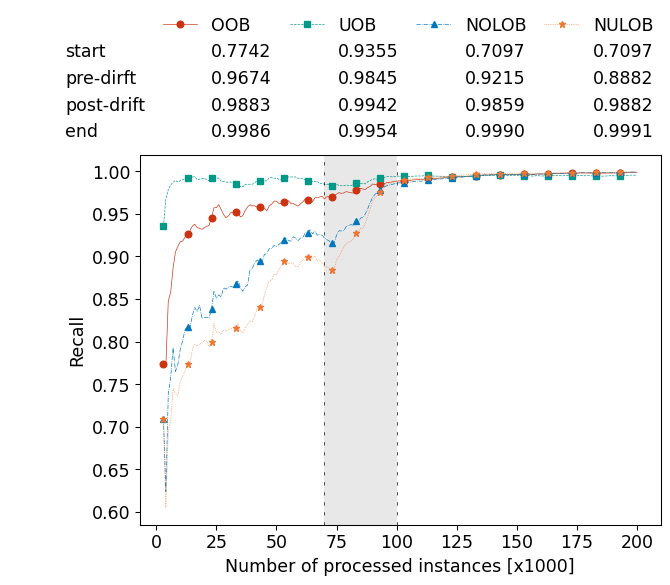 OOB UOB NOLOB NULOB
start 0.7742 0.9355 0.7097 0.7097
pre-dirft 0.9674 0.9845 0.9215 0.8882
post-drift 0.9883 0.9942 0.9859 0.9882
end 0.9986 0.9954 0.9990 0.9991
1.00
0.95
0.90
0.85
0.80
0.75
0.70
0.65
0.60
Recall
0 25 50 75 100 125 150 175 200
Number of processed instances [x1000]